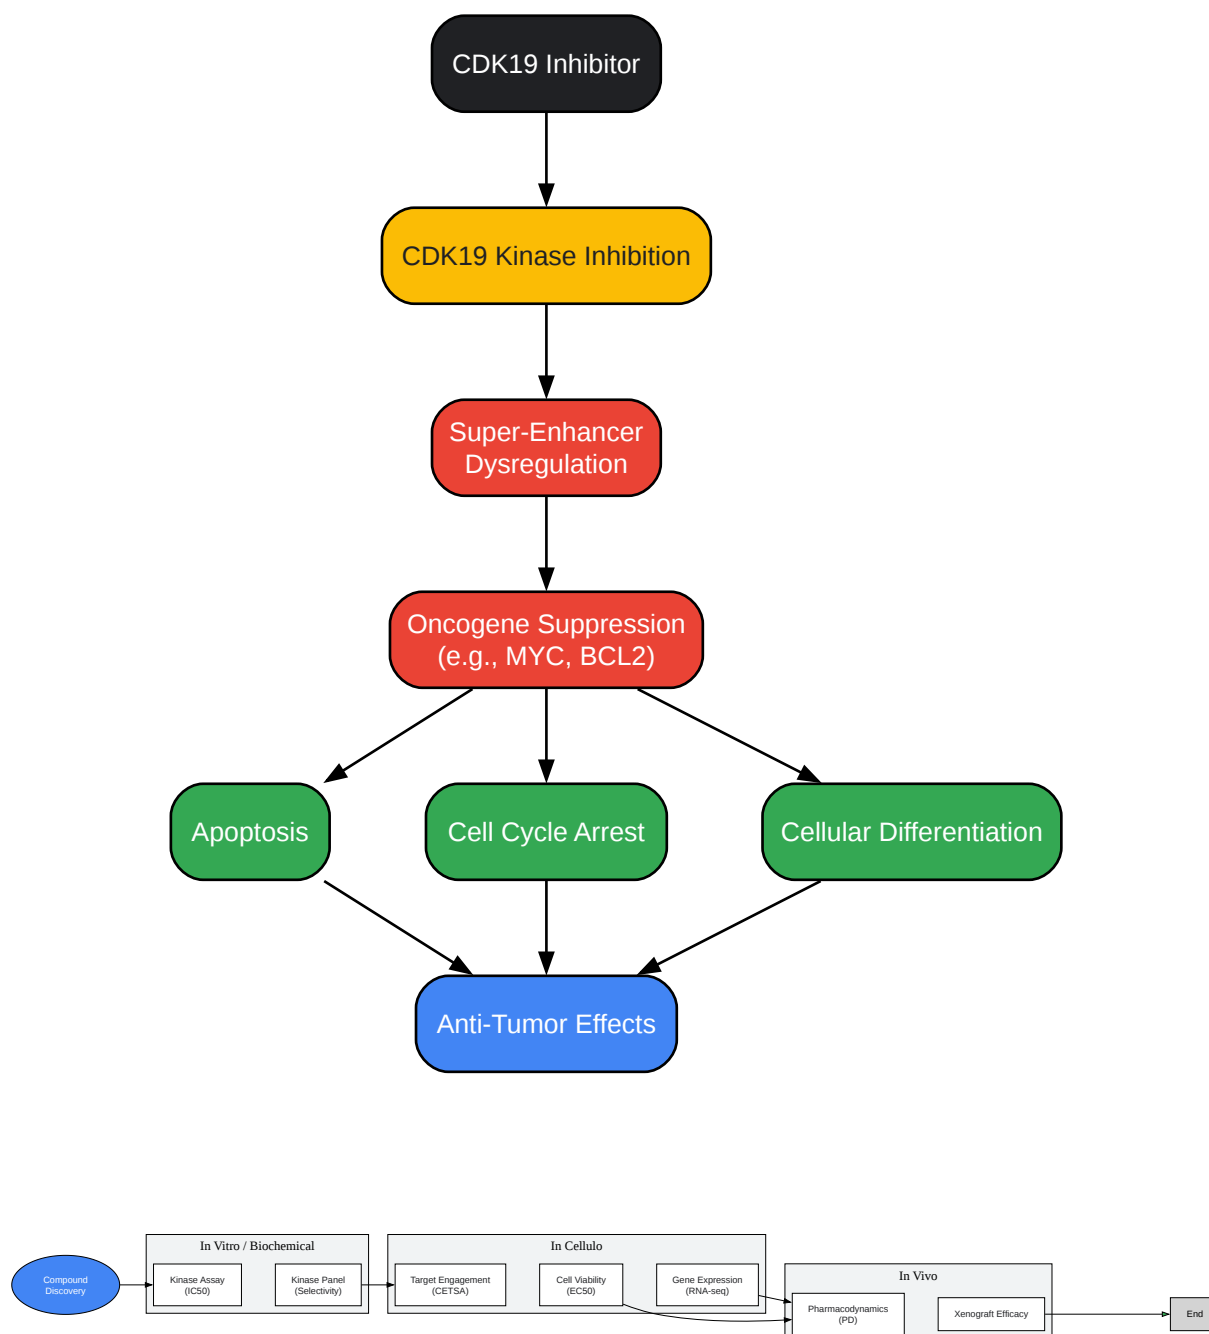 CDK19 Inhibitor
CDK19 Kinase Inhibition
Super-Enhancer
Dysregulation
Oncogene Suppression
(e.g., MYC, BCL2)
Apoptosis
Cell Cycle Arrest
Cellular Differentiation
Anti-Tumor Effects
Compound
Discovery
In Vitro / Biochemical
Kinase Assay
(IC50)
Kinase Panel
(Selectivity)
In Cellulo
Target Engagement
(CETSA)
Cell Viability
(EC50)
Gene Expression
(RNA-seq)
In Vivo
Pharmacodynamics
(PD)
Xenograft Efficacy
End